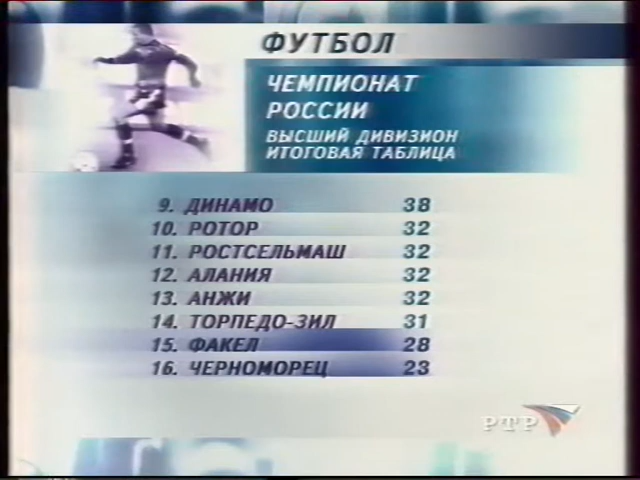 ФУТБОЛ
ЧЕМПИОНАТ
РОССИИ
ВЫСШИЙ ДИВИЗИОН
ИТОГОВАЯ ТАБЛИЦА
9. ДИНАМО 38
10. РОТОР 32
11. РОСТСЕЛЬМАШ 32
12. АЛАНИЯ 32
13. АНЖИ 32
14. ТОРПЕДО-ЗИЛ 31
15. ФАКЕЛ 28
16. ЧЕРНОМОРЕЦ 23
РТР